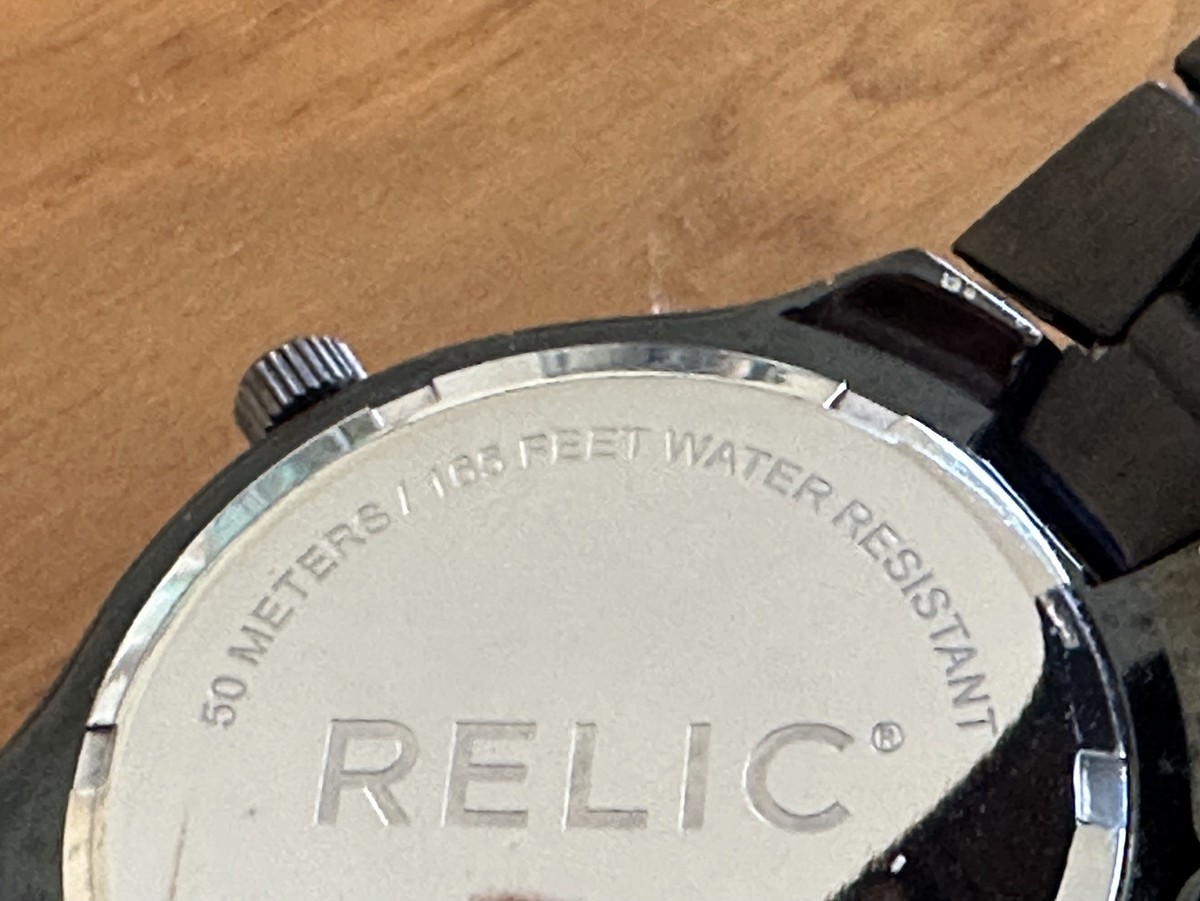 50 METERS / 165 FEET WATER RESISTANT
RELIC®